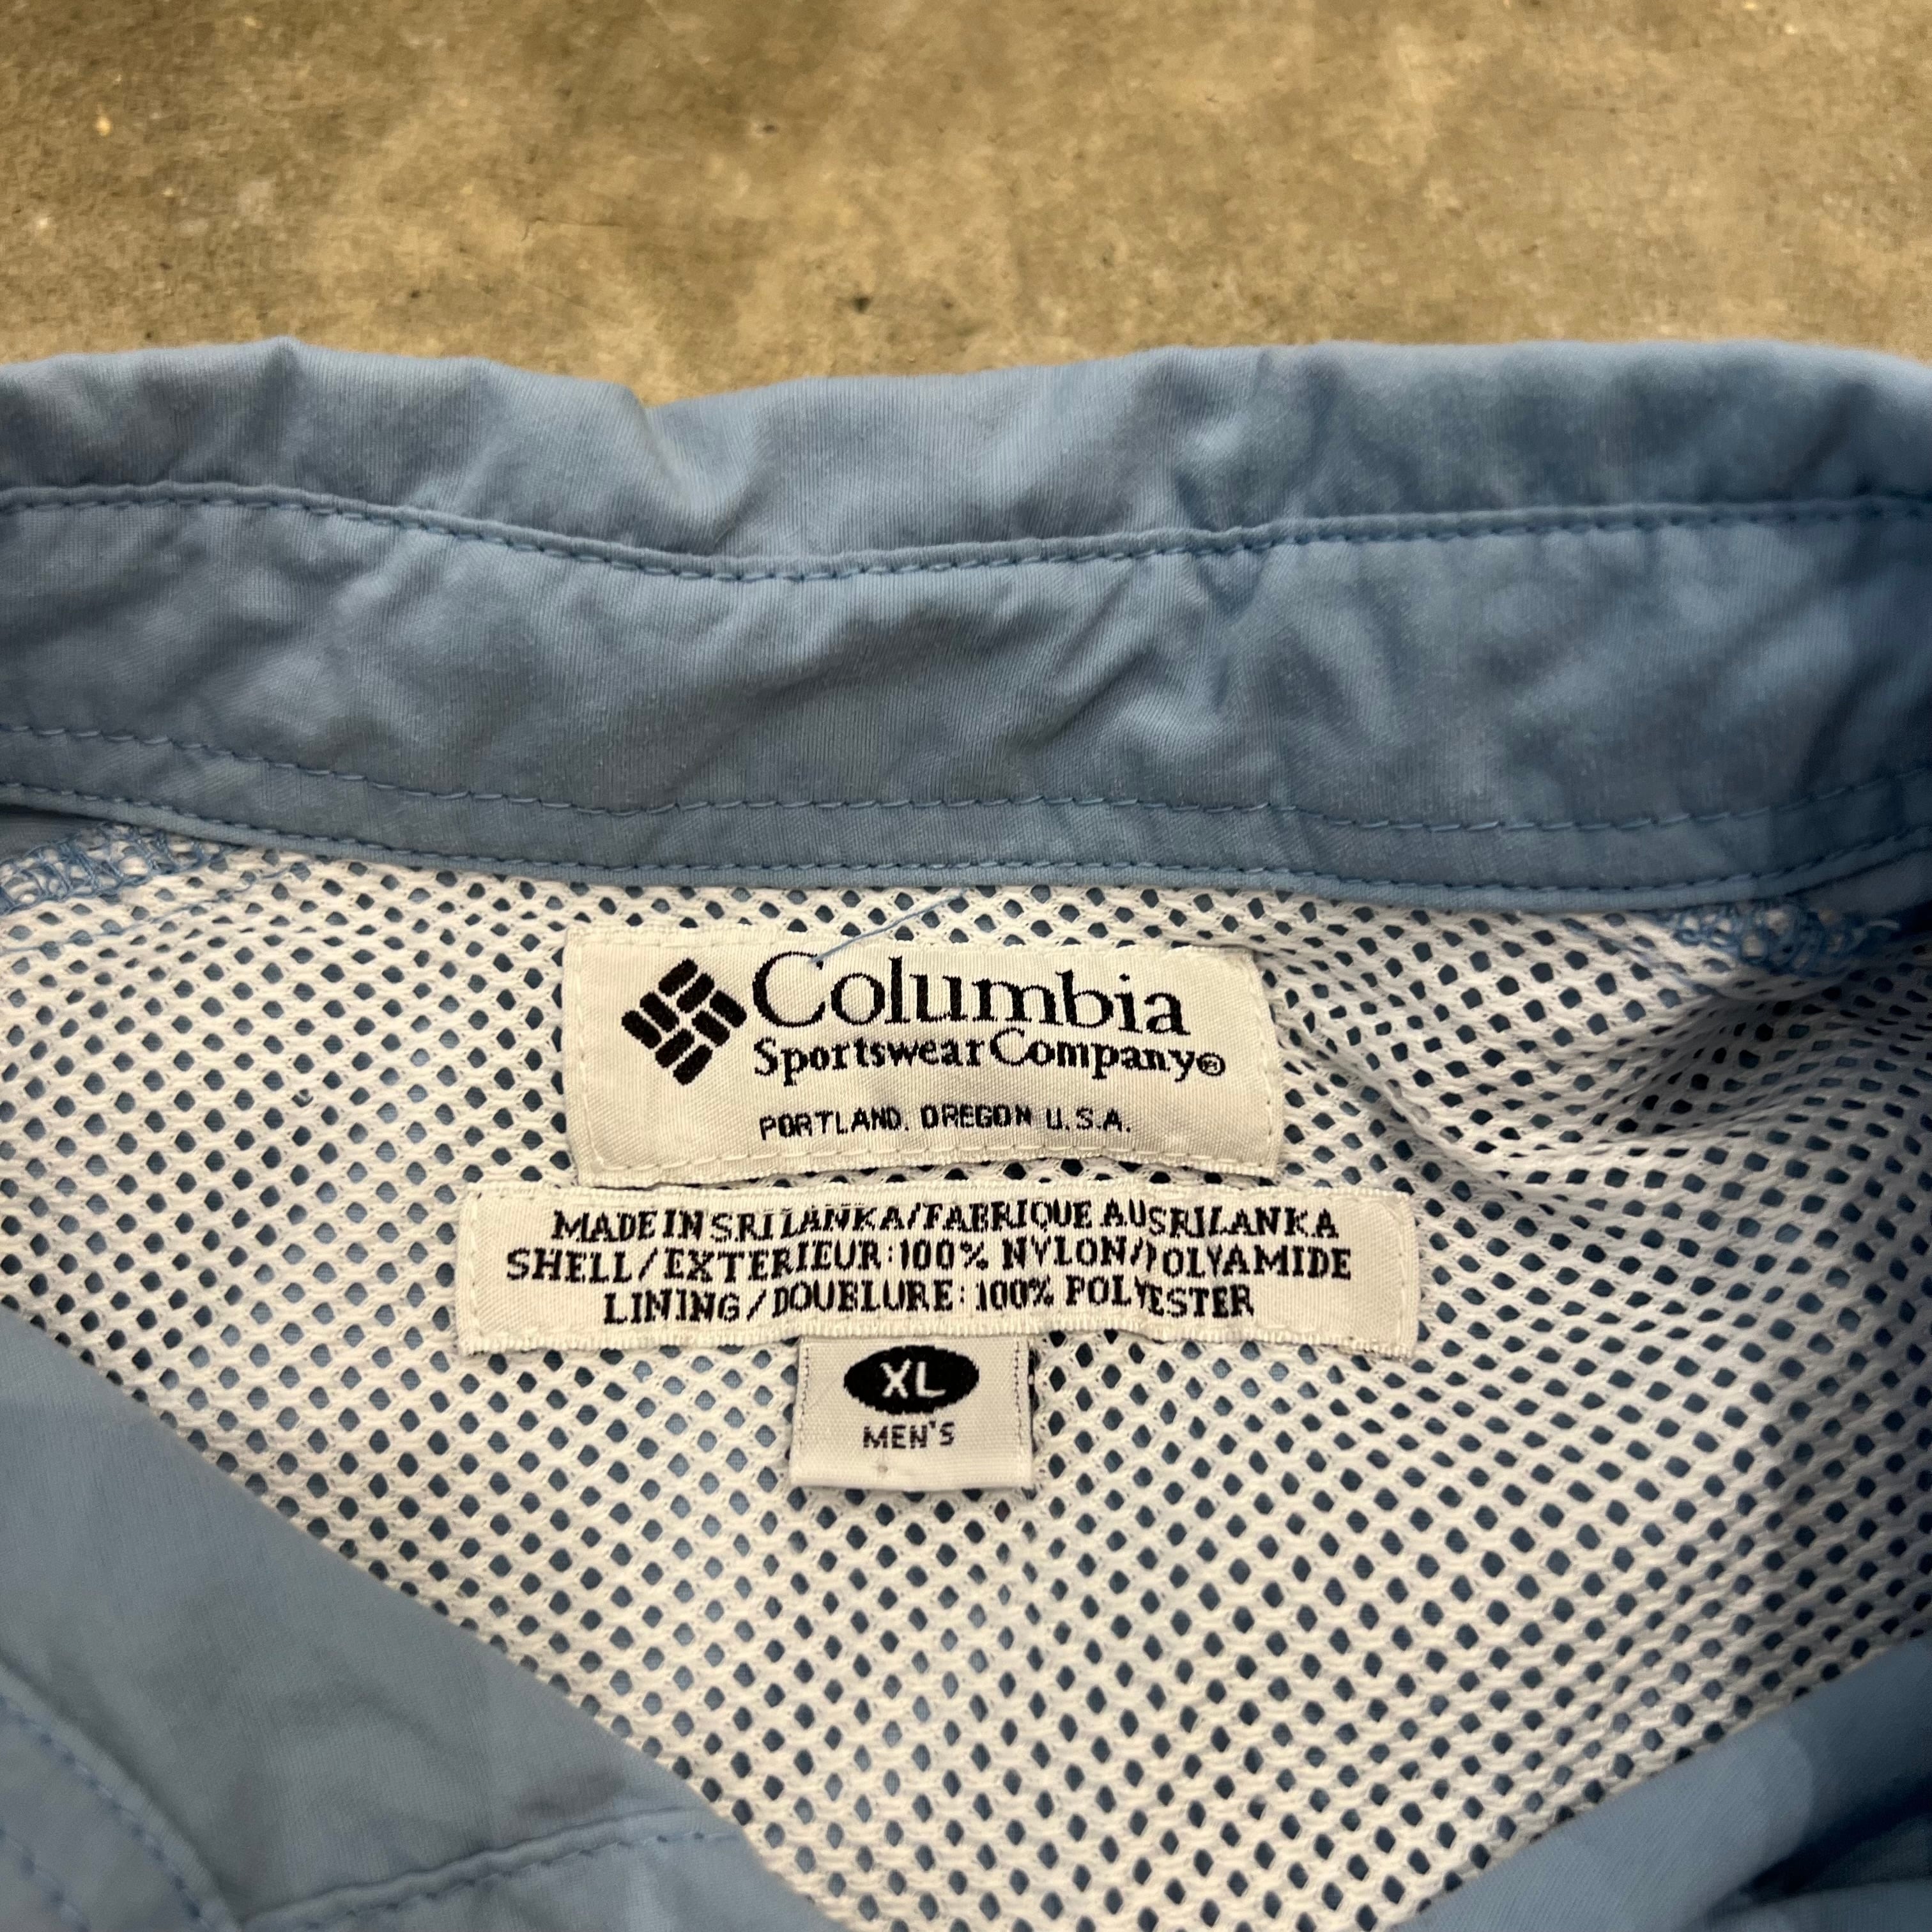 Columbia
Sportswear Company®
PORTLAND, OREGON U.S.A.
MADE IN SRI LANKA/FABRIQUE AU SRI LANKA
SHELL/EXTERIEUR: 100% NYLON/POLYAMIDE
LINING/DOUBLURE: 100% POLYESTER
XL
MEN'S